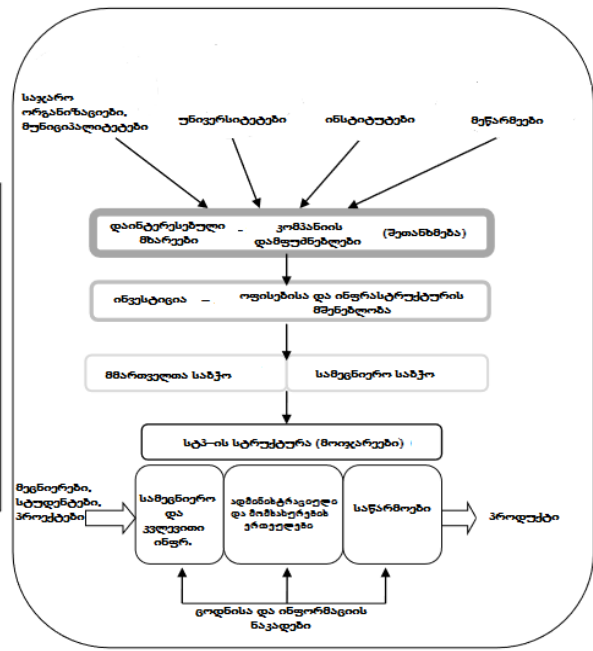 საჯარო
ორგანიზაციები,
მუნიციპალიტეტები
უნივერსიტეტები
ინსტიტუტები
მეწარმეები
დაინტერესებული – კომპანიის (შეთანხმება)
მხარეები დამფუძნებლები
ინვესტიცია – ოფისებისა და ინფრასტრუქტურის
მშენებლობა
მმართველთა საბჭო
სამეცნიერო საბჭო
სტპ–ის სტრუქტურა (მოიჯარეები)
მეცნიერები,
სტუდენტები,
პროექტები
სამეცნიერო
და
კვლევითი
ინფრ.
ადმინისტრაციული
და მომსახურების
ერთეულები
საწარმოები
პროდუქტი
ცოდნისა და ინფორმაციის
ნაკადები